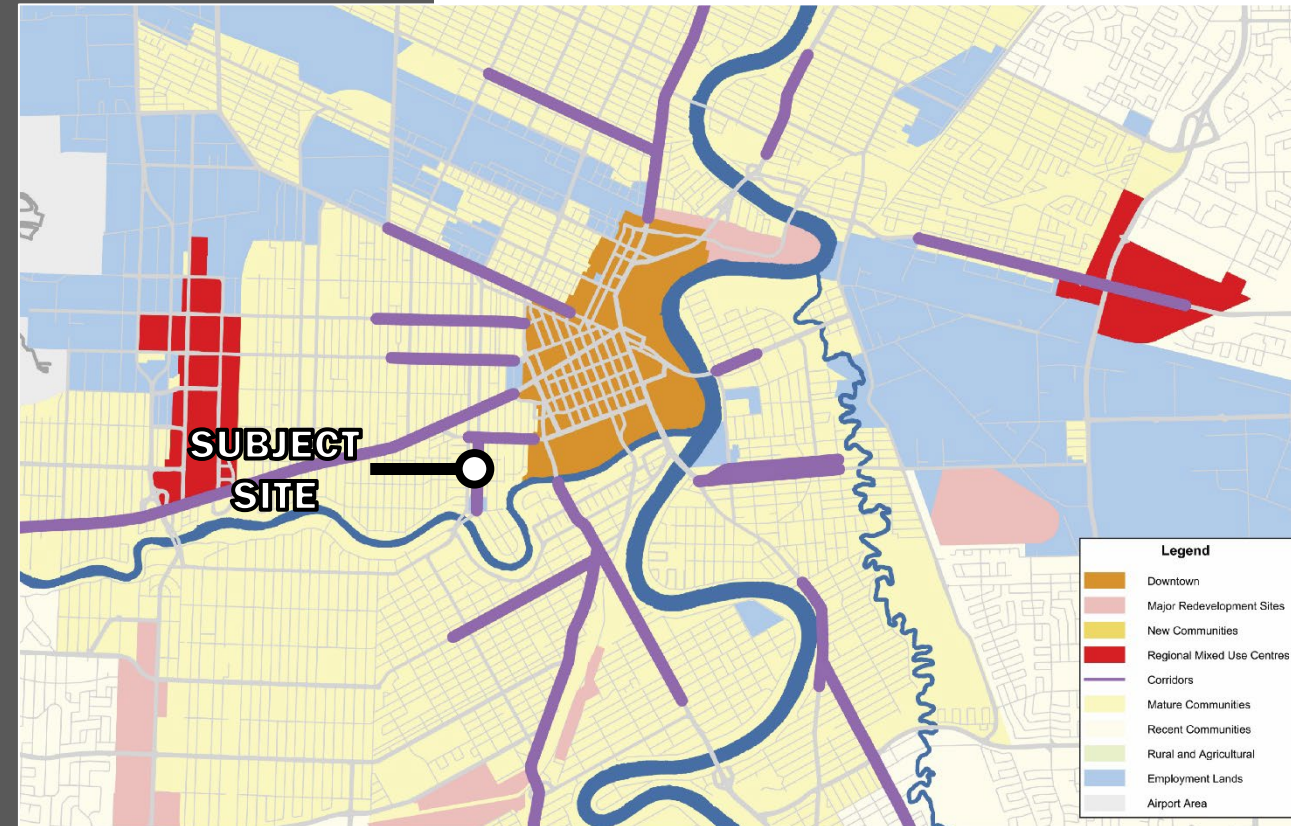 SUBJECT
SITE
Legend
Downtown
Major Redevelopment Sites
New Communities
Regional Mixed Use Centres
Corridors
Mature Communities
Recent Communities
Rural and Agricultural
Employment Lands
Airport Area